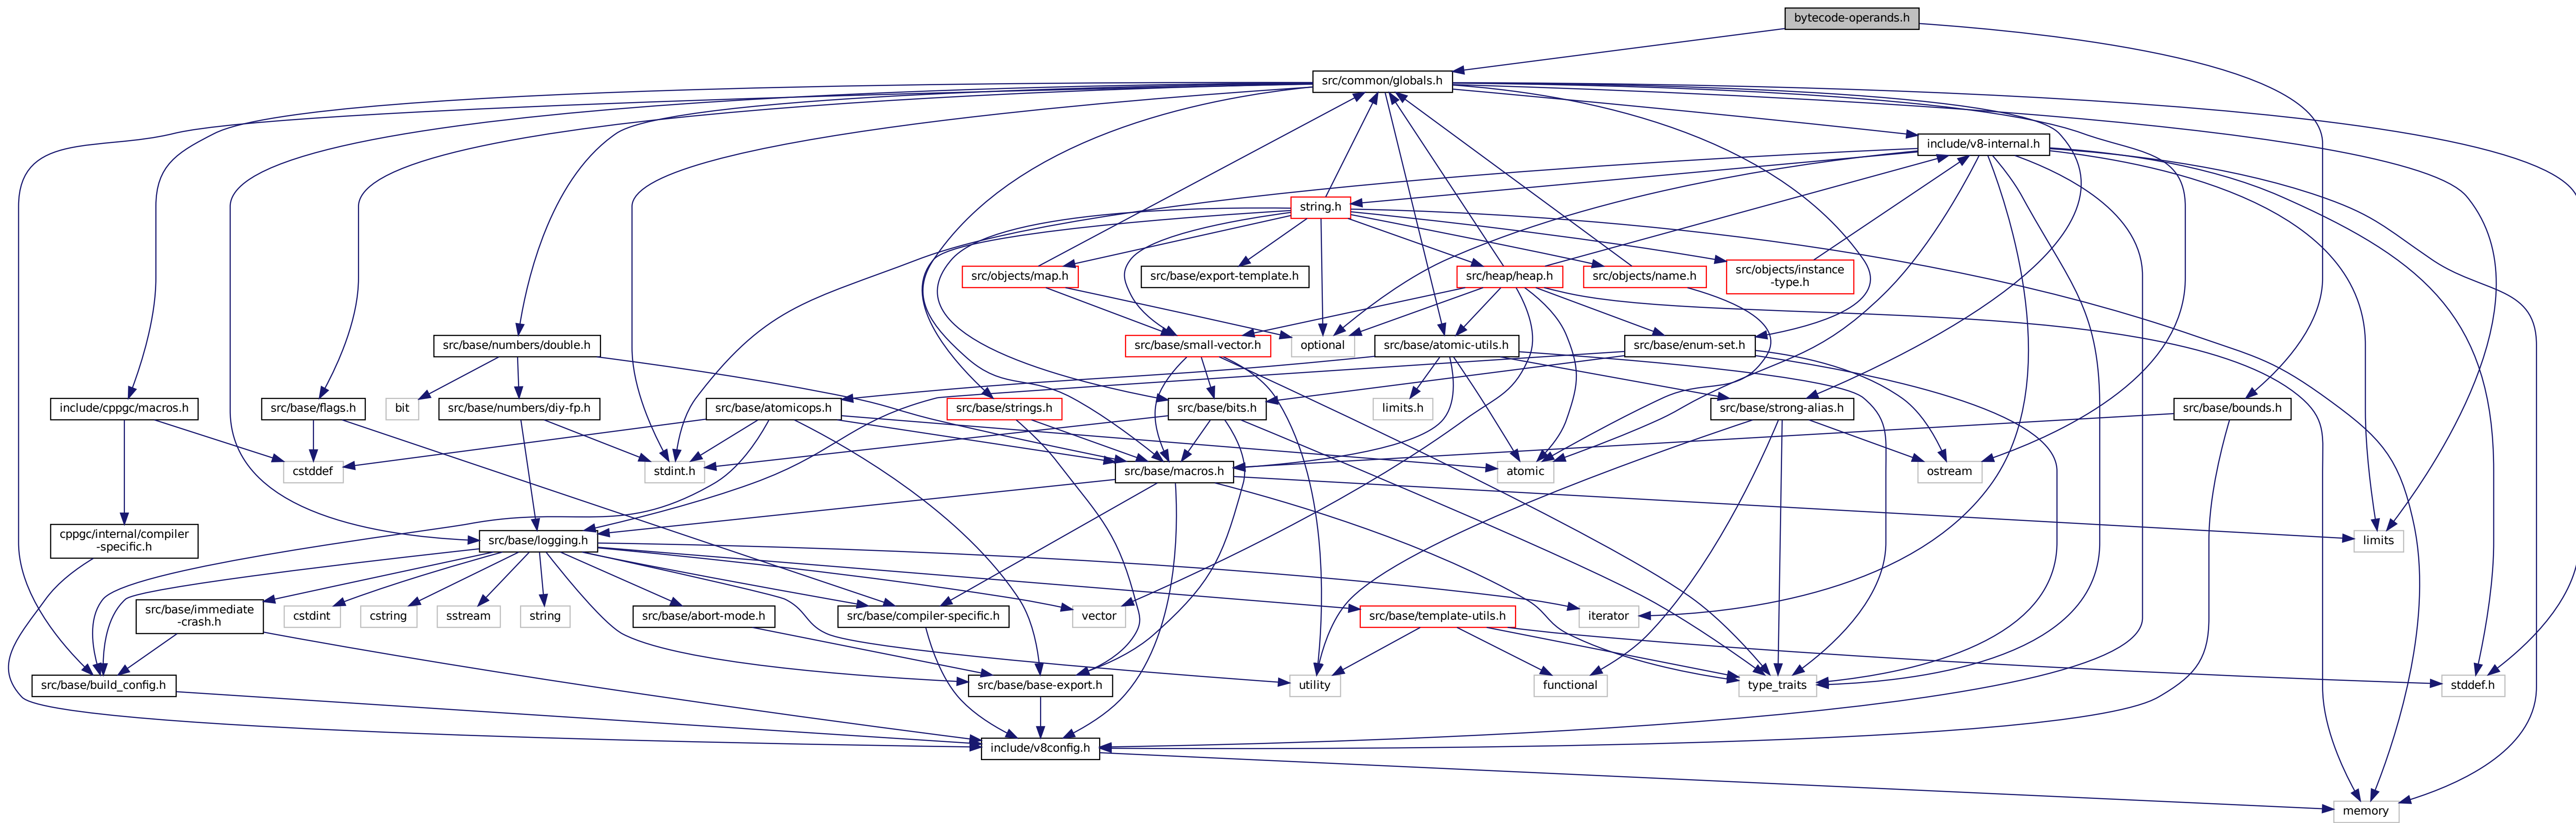 bytecode-operands.h
src/common/globals.h
include/v8-internal.h
string.h
src/objects/map.h
src/base/export-template.h
src/heap/heap.h
src/objects/name.h
src/objects/instance
-type.h
src/base/numbers/double.h
src/base/small-vector.h
optional
src/base/atomic-utils.h
src/base/enum-set.h
include/cppgc/macros.h
src/base/flags.h
bit
src/base/numbers/diy-fp.h
src/base/atomicops.h
src/base/strings.h
src/base/bits.h
limits.h
src/base/strong-alias.h
src/base/bounds.h
cstddef
stdint.h
src/base/macros.h
atomic
ostream
cppgc/internal/compiler
-specific.h
src/base/logging.h
limits
src/base/immediate
-crash.h
cstdint
cstring
sstream
string
src/base/abort-mode.h
src/base/compiler-specific.h
vector
src/base/template-utils.h
iterator
src/base/build_config.h
src/base/base-export.h
utility
functional
type_traits
stddef.h
include/v8config.h
memory